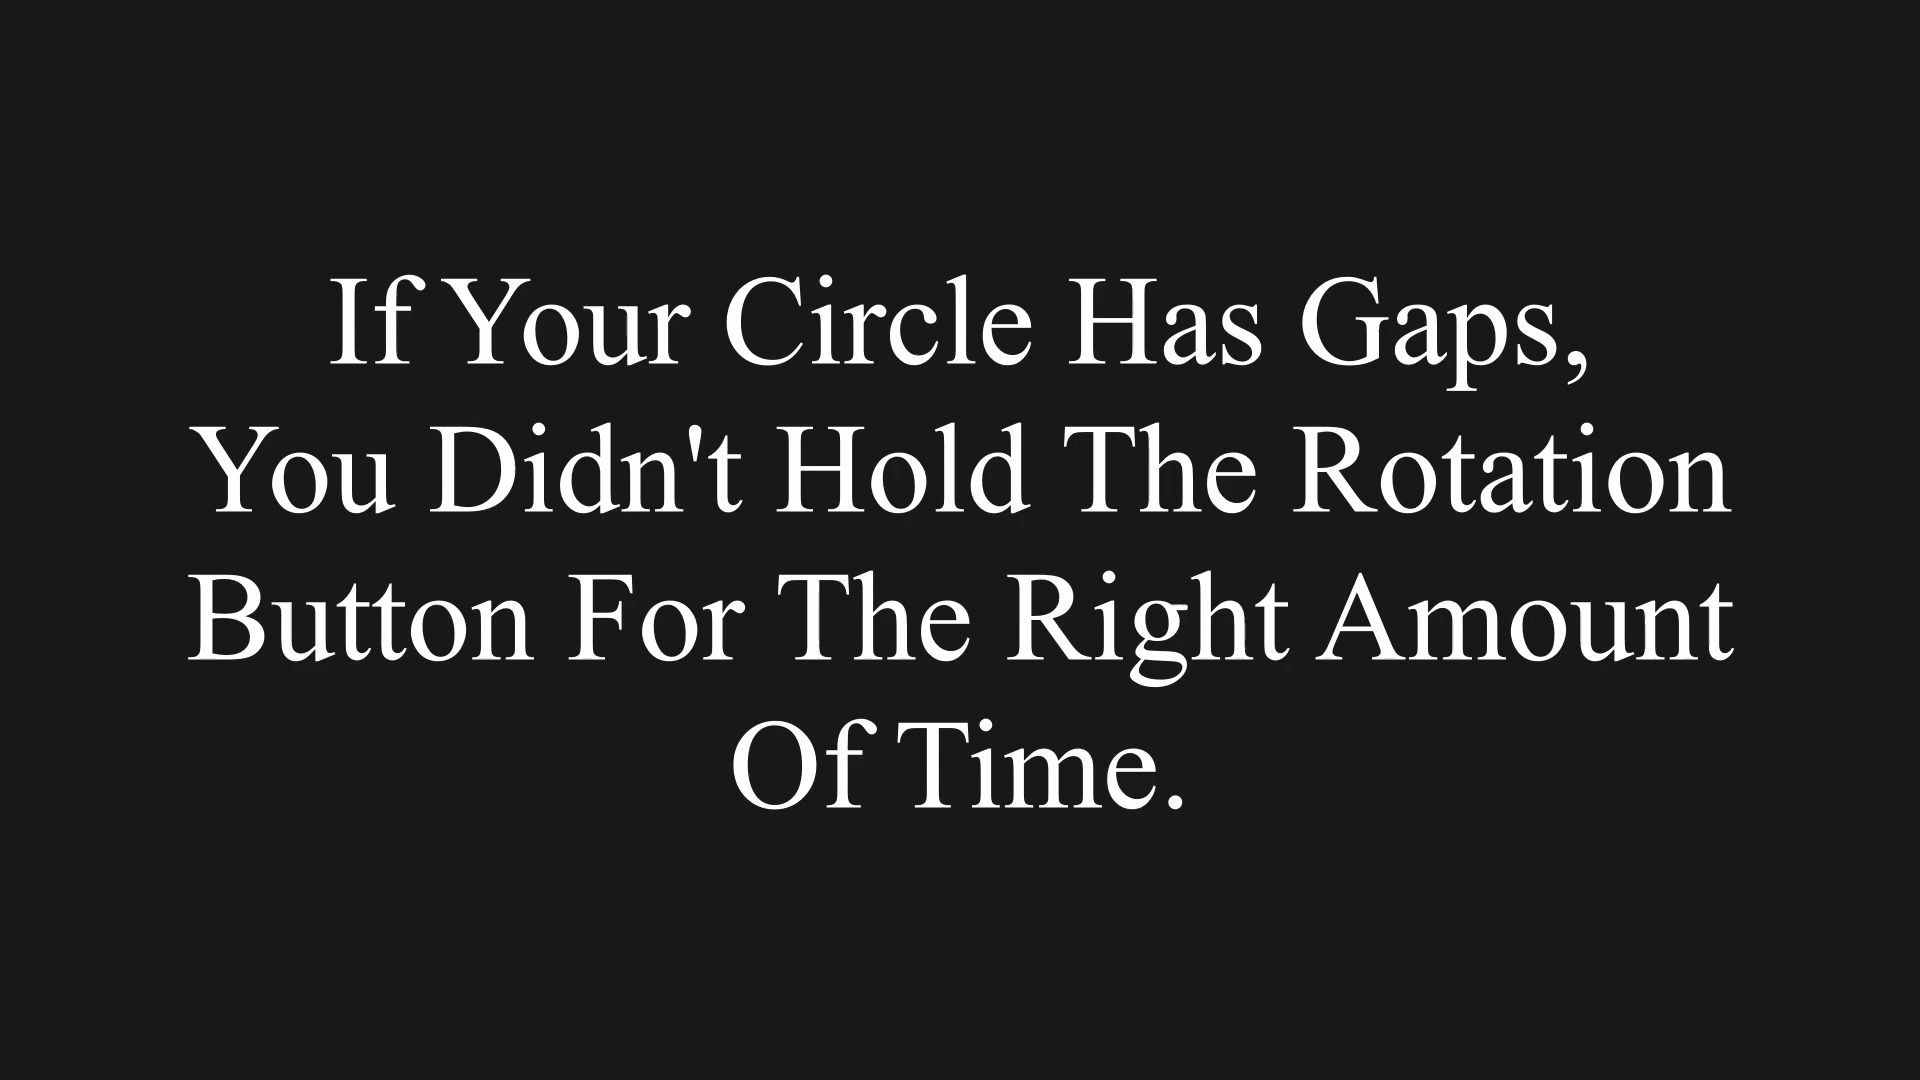 If Your Circle Has Gaps,
You Didn't Hold The Rotation
Button For The Right Amount
Of Time.